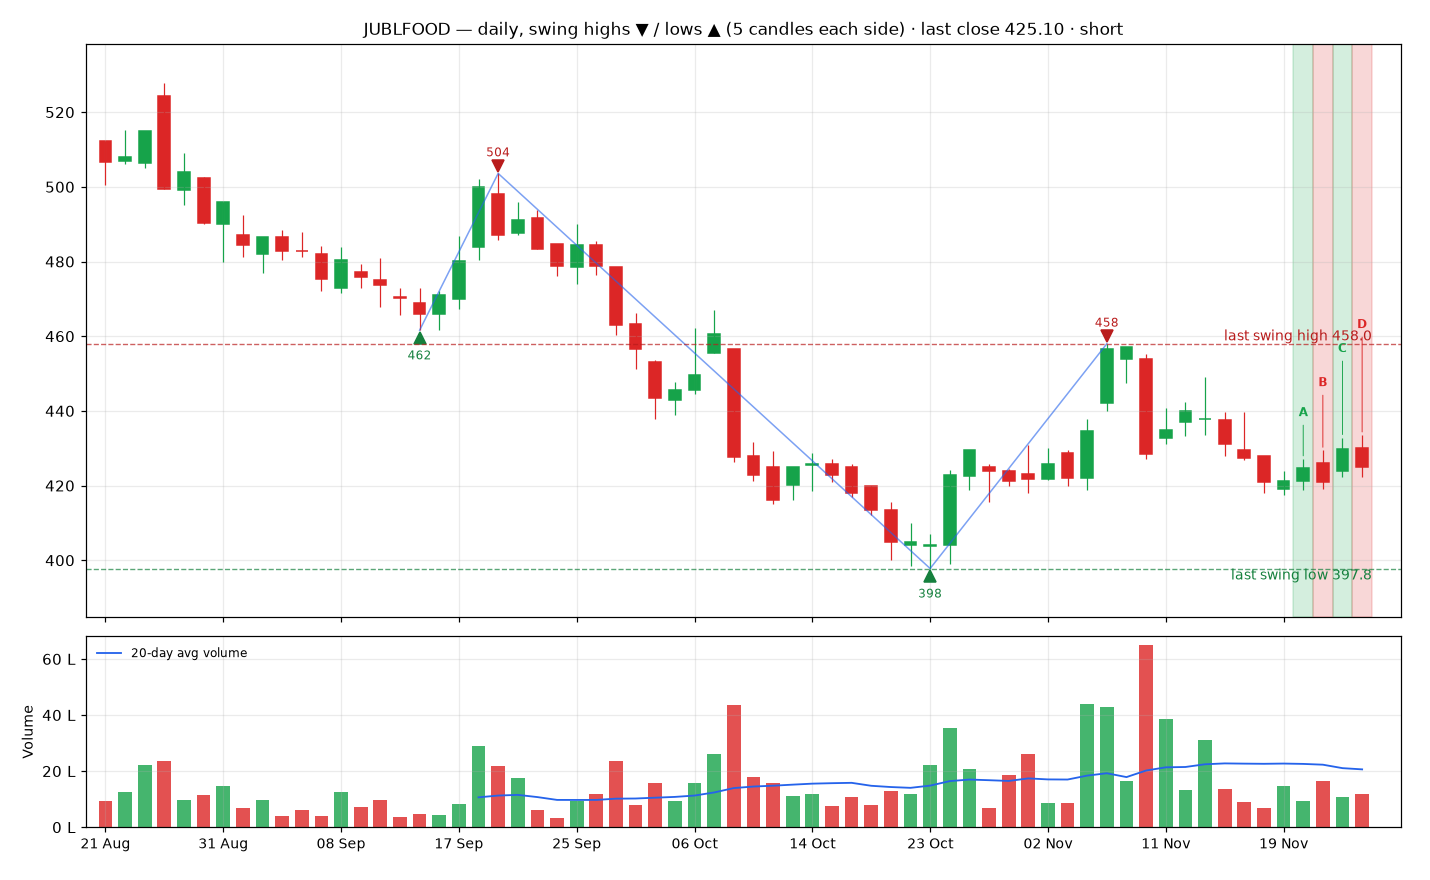 JUBLFOOD — daily, swing highs ▼ / lows ▲ (5 candles each side) · last close 425.10 · short
520
500
480
460
440
420
400
504
462
458
398
last swing high 458.0
last swing low 397.8
A
B
C
D
Volume
60 L
40 L
20 L
0 L
20-day avg volume
21 Aug
31 Aug
08 Sep
17 Sep
25 Sep
06 Oct
14 Oct
23 Oct
02 Nov
11 Nov
19 Nov